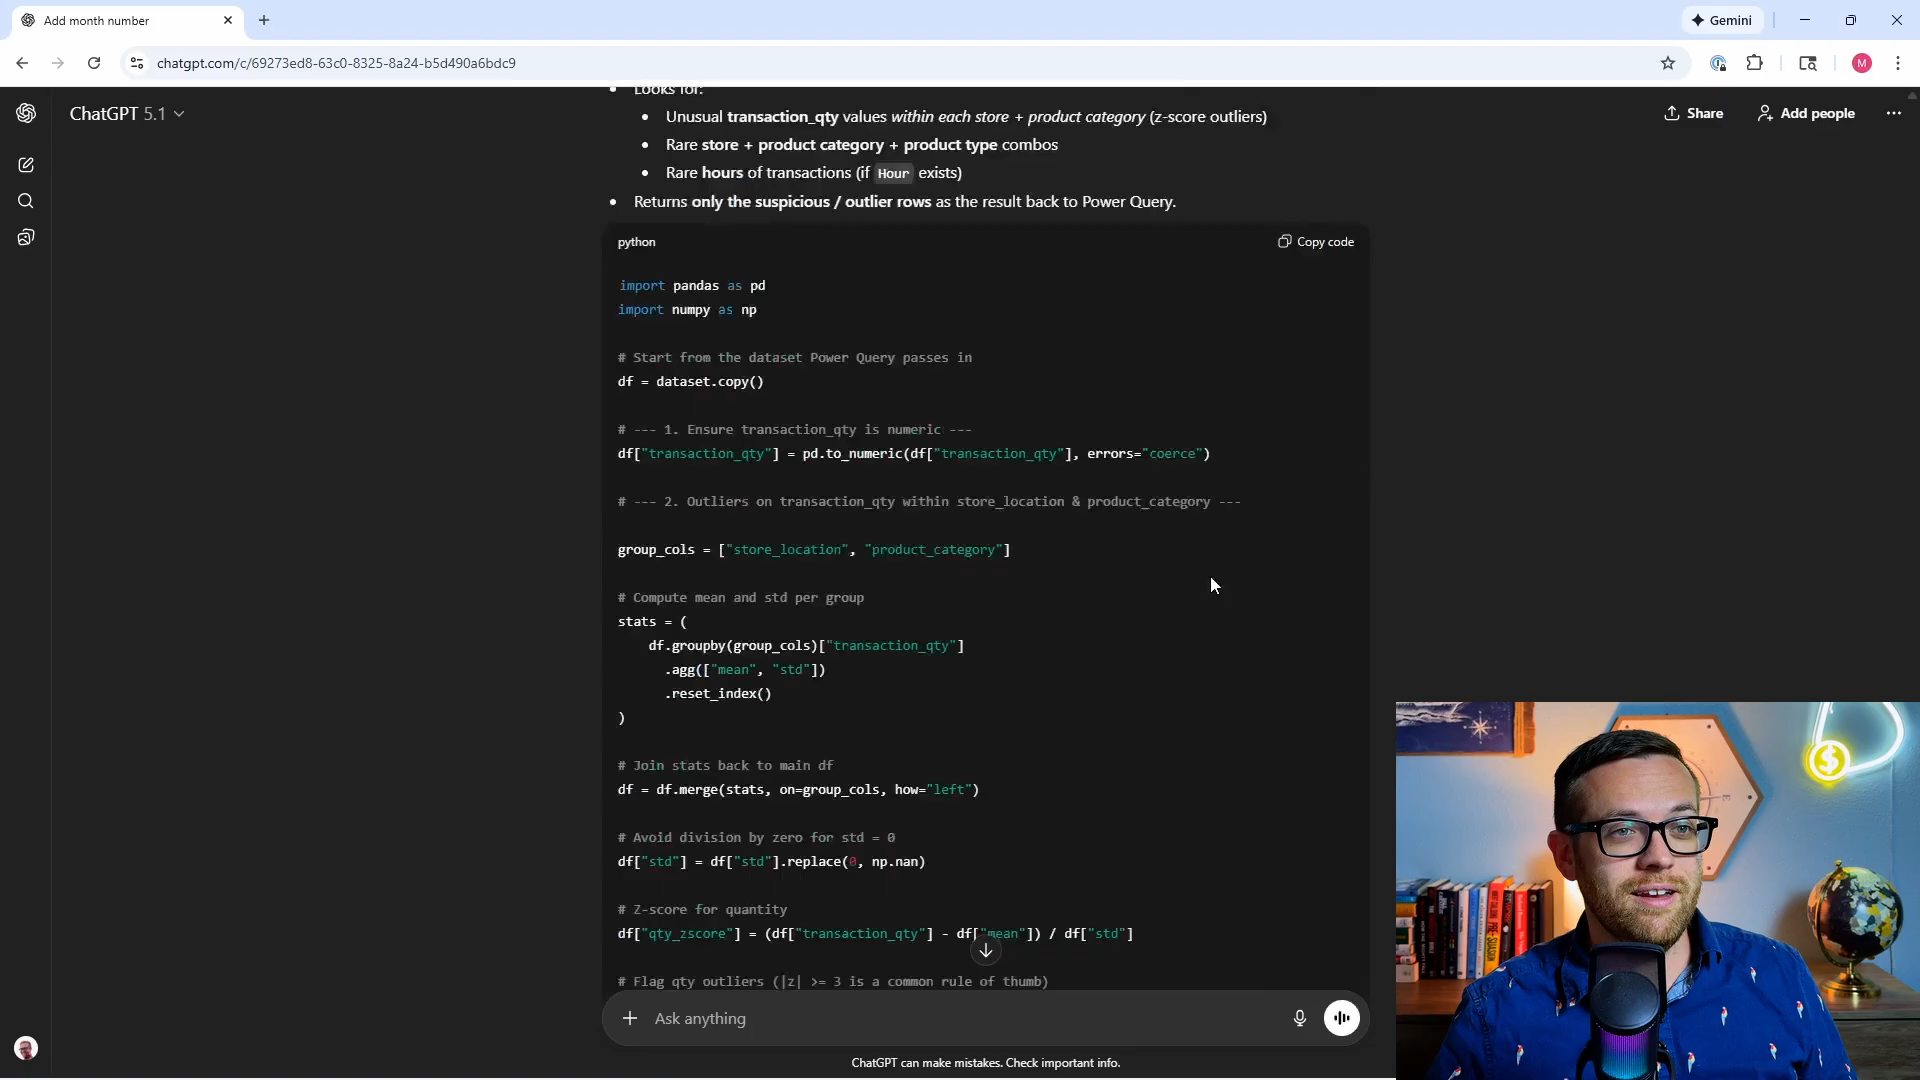 Add month number
Gemini
chatgpt.com/c/69273ed8-63c0-8325-8a24-b5d490a6bdc9
M
ChatGPT 5.1
Share
Add people
Looks for:
Unusual transaction_qty values within each store + product category (z-score outliers)
Rare store + product category + product type combos
Rare hours of transactions (if Hour exists)
Returns only the suspicious / outlier rows as the result back to Power Query.
python
Copy code
import pandas as pd
import numpy as np
# Start from the dataset Power Query passes in
df = dataset.copy()
# --- 1. Ensure transaction_qty is numeric ---
df["transaction_qty"] = pd.to_numeric(df["transaction_qty"], errors="coerce")
# --- 2. Outliers on transaction_qty within store_location & product_category ---
group_cols = ["store_location", "product_category"]
# Compute mean and std per group
stats = (
df.groupby(group_cols)["transaction_qty"]
.agg(["mean", "std"])
.reset_index()
)
# Join stats back to main df
df = df.merge(stats, on=group_cols, how="left")
# Avoid division by zero for std = 0
df["std"] = df["std"].replace(0, np.nan)
# Z-score for quantity
df["qty_zscore"] = (df["transaction_qty"] - df["mean"]) / df["std"]
# Flag qty outliers (|z| >= 3 is a common rule of thumb)
Ask anything
ChatGPT can make mistakes. Check important info.